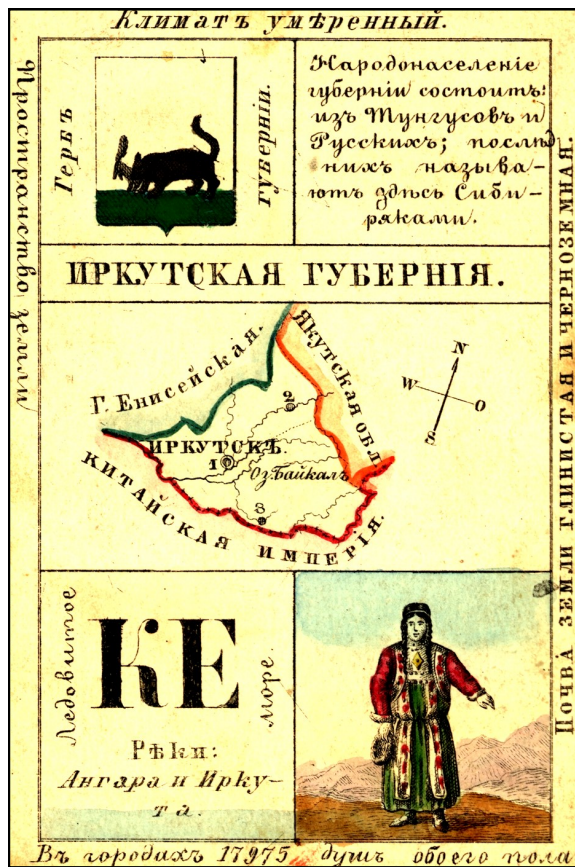 Климатъ умѣренный.
Пространство земли
Гербъ
губерніи.
Народонаселеніе
губерніи состоитъ:
изъ Тунгусовъ и
Русскихъ; послѣд
нихъ называ-
ютъ здѣсь Сиби-
ряками.
ИРКУТСКАЯ ГУБЕРНІЯ.
Г. Енисейская.
Якутская обл.
N
W
O
S
2
ИРКУТСКЪ.
1
Оз. Байкалъ
3
КИТАЙСКАЯ ИМПЕРІЯ.
Ледовитое
море.
КЕ
Рѣки:
Ангара и Ирку-
та.
ПОЧВА ЗЕМЛИ ГЛИНИСТАЯ И ЧЕРНОЗЕМНАЯ.
Въ городахъ 17975 душъ обоего пола